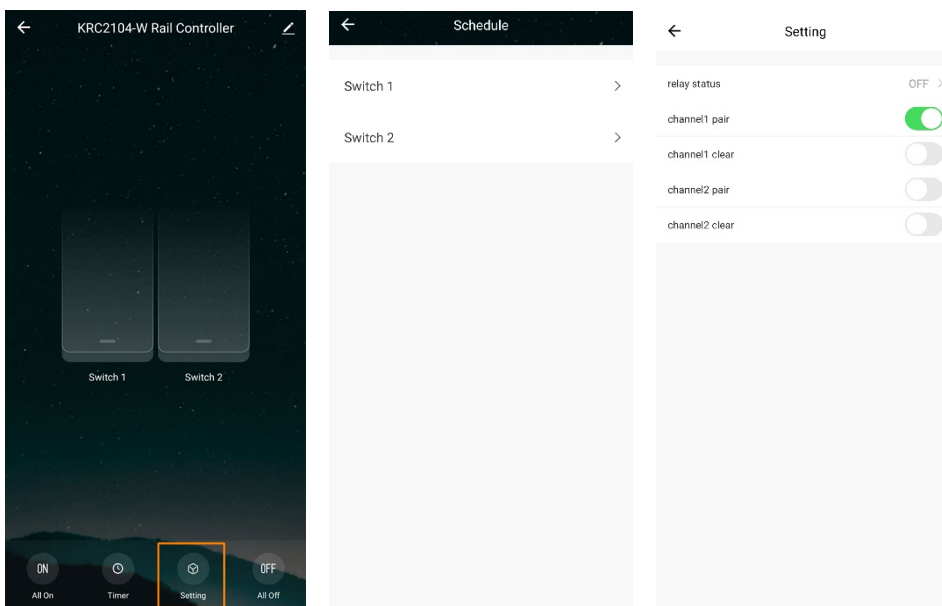 KRC2104-W Rail Controller
Switch 1
Switch 2
ON
OFF
All On
Timer
Setting
All Off
Schedule
Switch 1
Switch 2
Setting
relay status
OFF
channel1 pair
channel1 clear
channel2 pair
channel2 clear